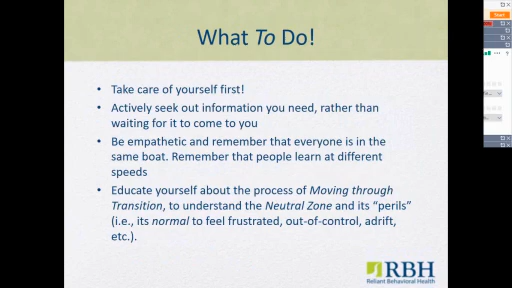 What To Do!
• Take care of yourself first!
• Actively seek out information you need, rather than
waiting for it to come to you
• Be empathetic and remember that everyone is in the
same boat. Remember that people learn at different
speeds
• Educate yourself about the process of Moving through
Transition, to understand the Neutral Zone and its “perils”
(i.e., its normal to feel frustrated, out-of-control, adrift,
etc.).
RBH
Reliant Behavioral Health
Start